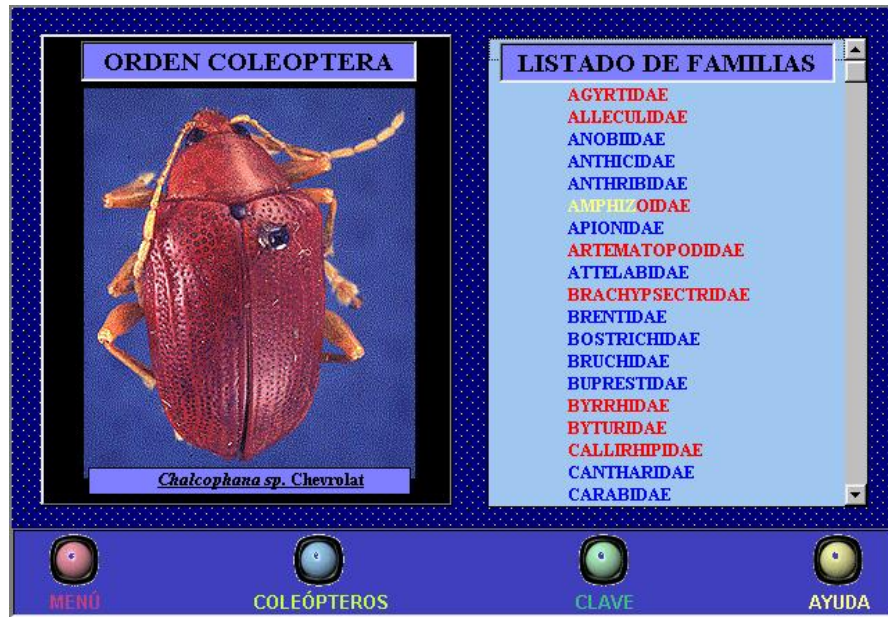 ORDEN COLEOPTERA
Chalcophana sp. Chevrolat
LISTADO DE FAMILIAS
AGYRTIDAE
ALLECULIDAE
ANOBIIDAE
ANTHICIDAE
ANTHRIBIDAE
AMPHIZOIDAE
APIONIDAE
ARTEMATOPODIDAE
ATTELABIDAE
BRACHYPSECTRIDAE
BRENTIDAE
BOSTRICHIDAE
BRUCHIDAE
BUPRESTIDAE
BYRRHIDAE
BYTURIDAE
CALLIRHIPIDAE
CANTHARIDAE
CARABIDAE
MENÚ
COLEÓPTEROS
CLAVE
AYUDA